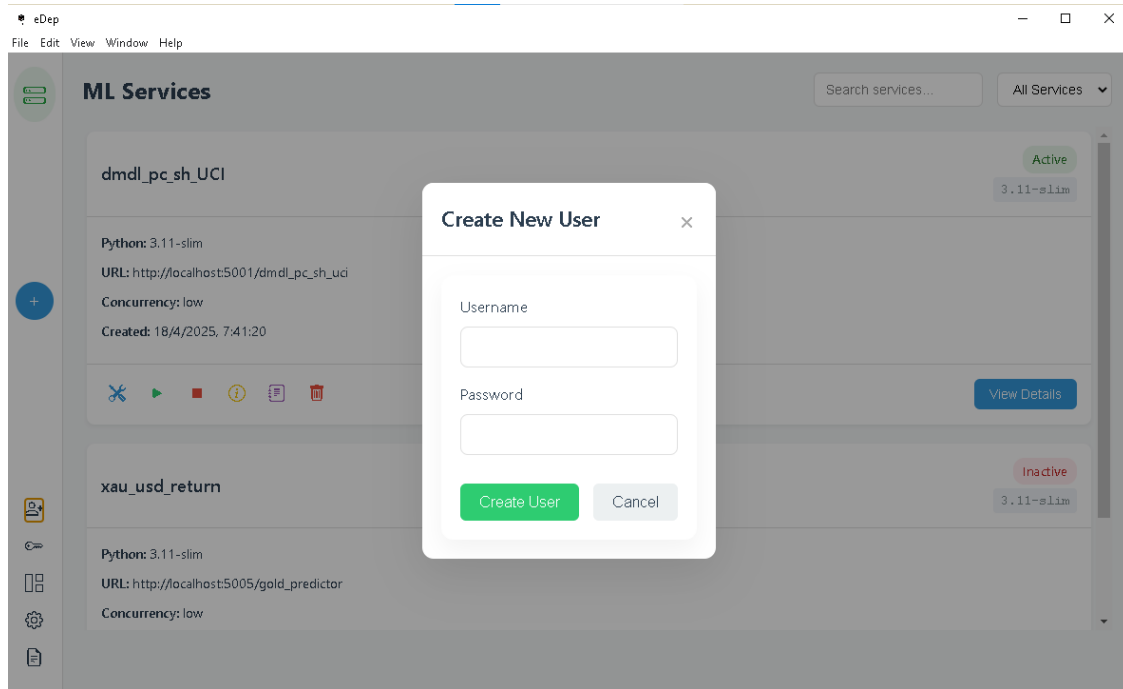 eDep
File Edit View Window Help
ML Services
Search services...
All Services
dmdl_pc_sh_UCI
Active
3.11-slim
Python: 3.11-slim
URL: http://localhost:5001/dmdl_pc_sh_uci
Concurrency: low
Created: 18/4/2025, 7:41:20
View Details
xau_usd_return
Inactive
3.11-slim
Python: 3.11-slim
URL: http://localhost:5005/gold_predictor
Concurrency: low
Create New User
×
Username
Password
Create User
Cancel